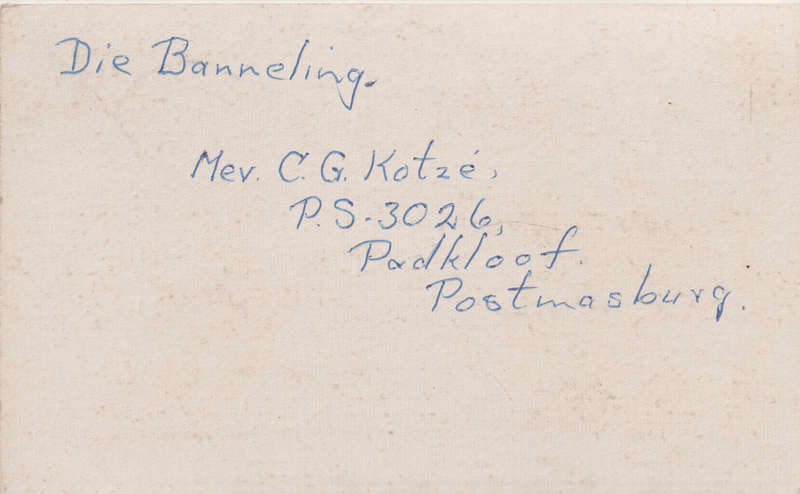 Die Banneling.
Mev. C. G. Kotzé,
P. S. 3026,
Padkloof.
Postmasburg.